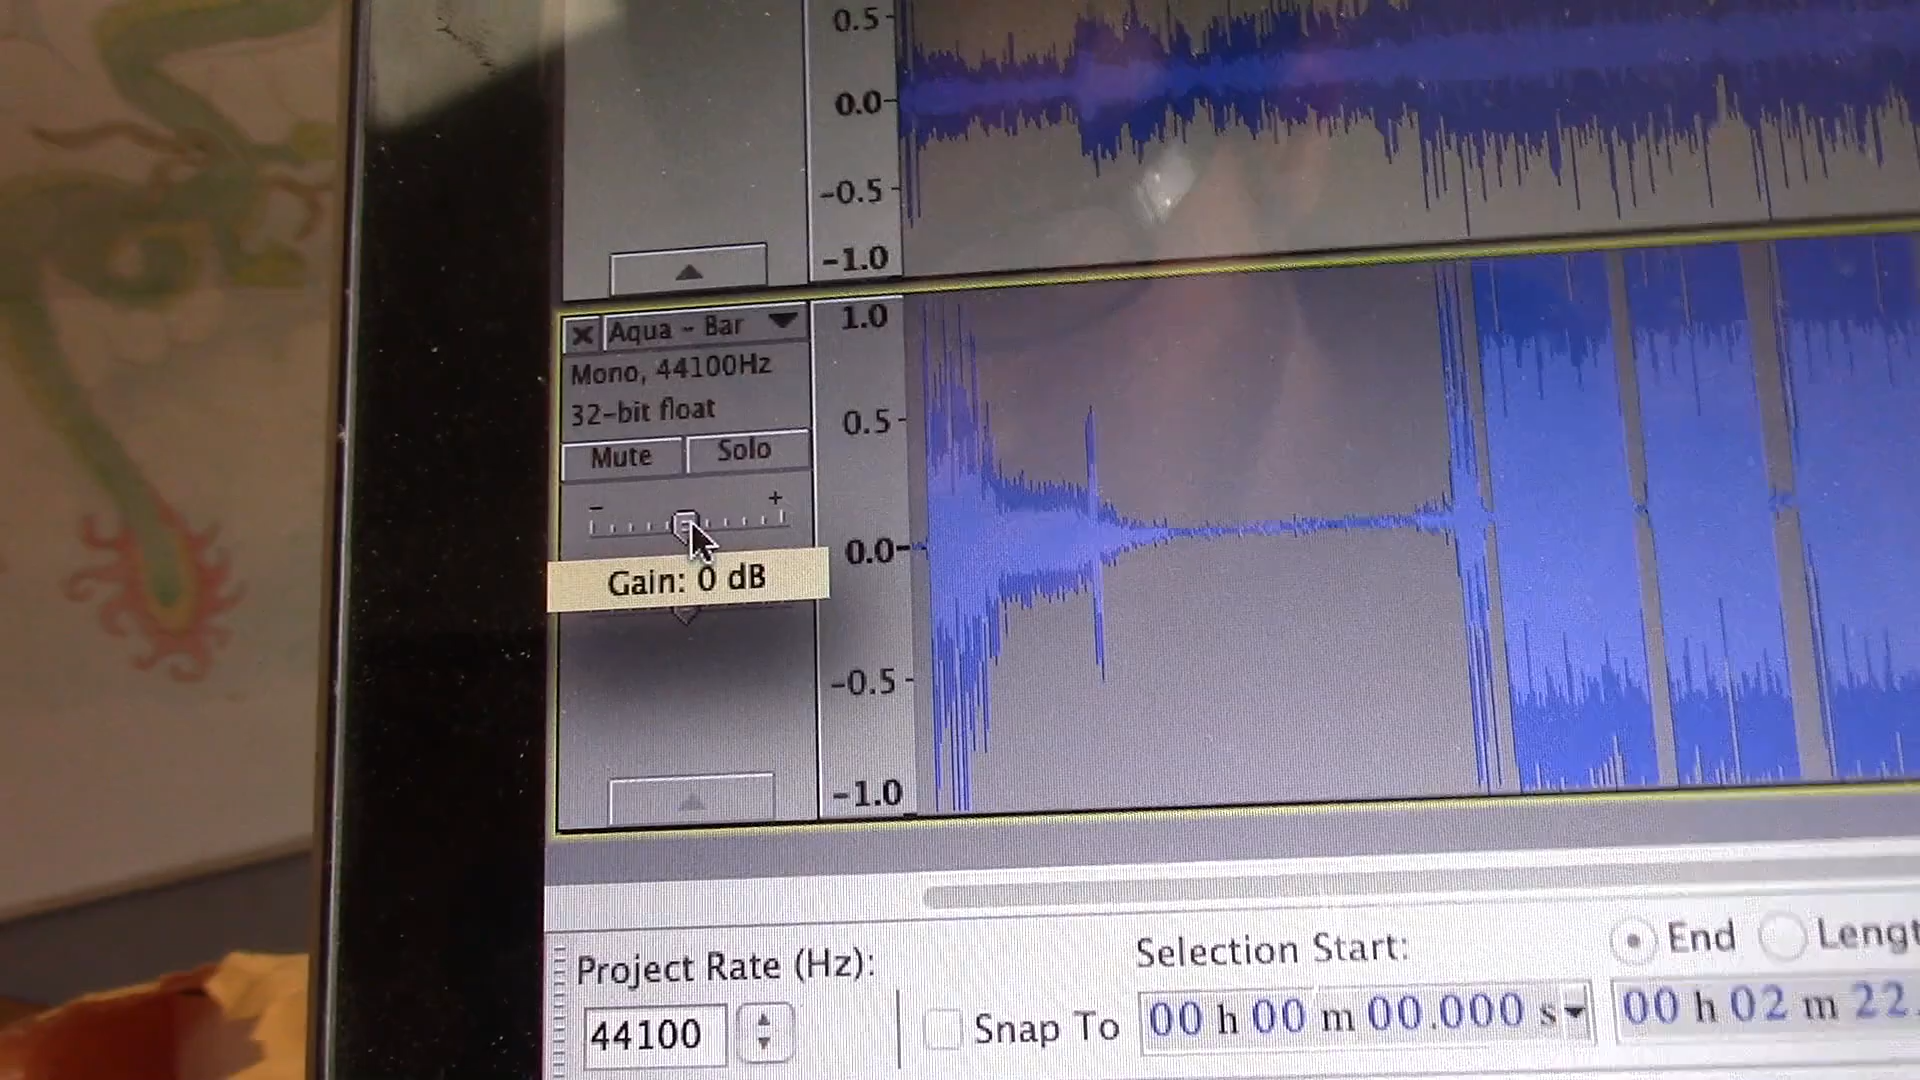 0.5
0.0
-0.5
-1.0
Aqua - Bar
Mono, 44100Hz
32-bit float
Mute Solo
- +
Gain: 0 dB
1.0
0.5
0.0
-0.5
-1.0
Project Rate (Hz):
44100
Snap To
Selection Start:
00 h 00 m 00.000 s
End Lengt
00 h 02 m 22.